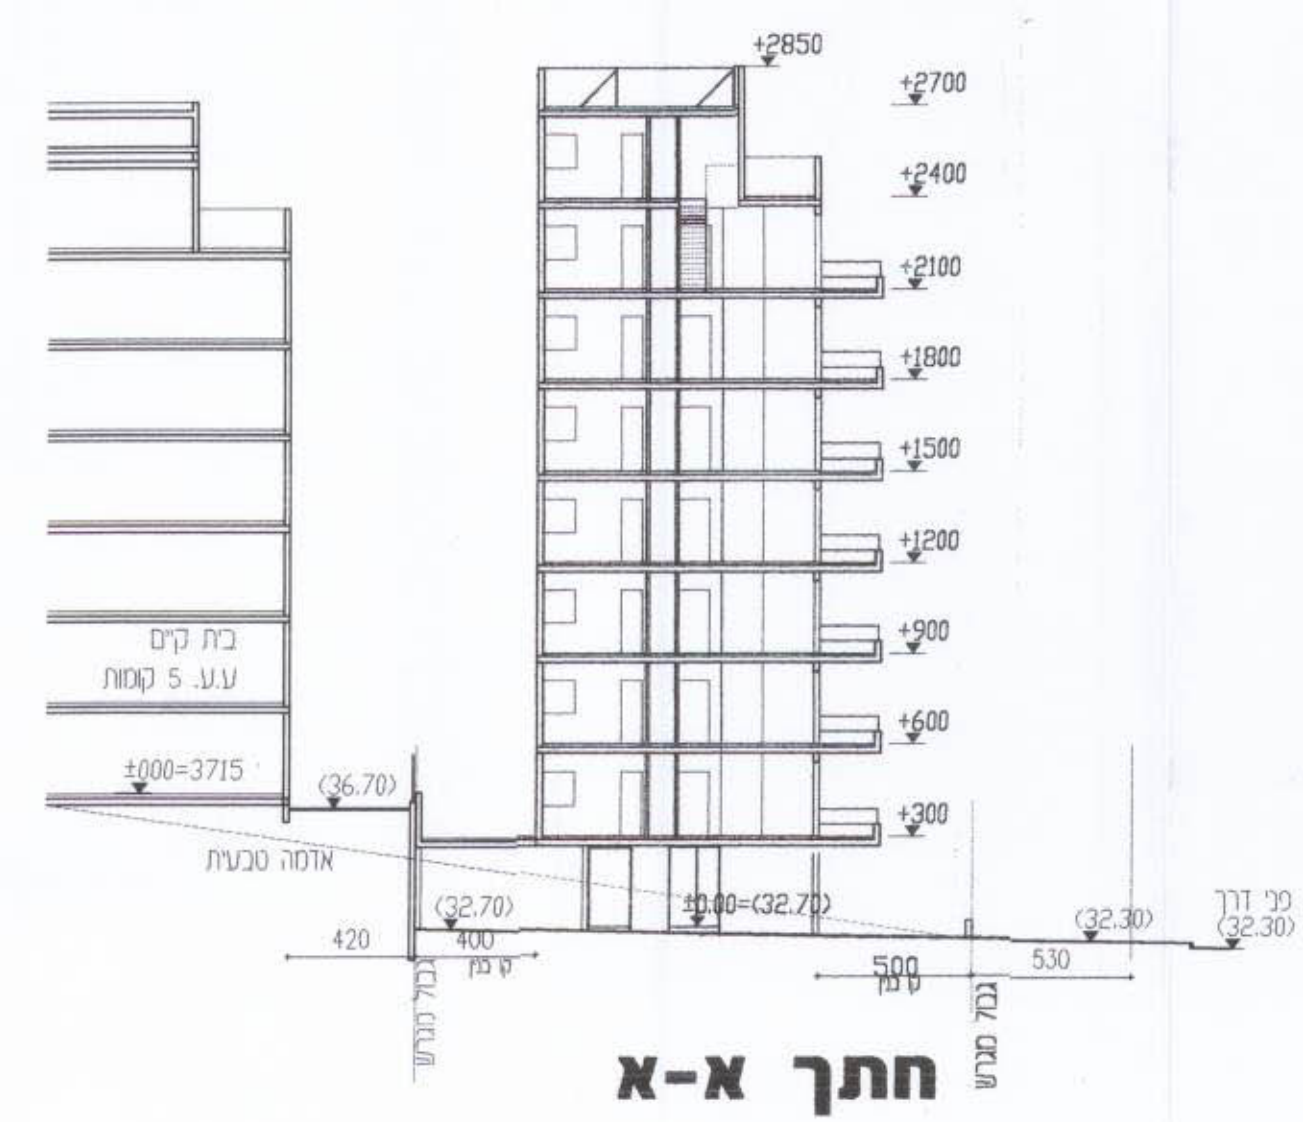 +2850
+2700
+2400
+2100
+1800
+1500
+1200
+900
בית קיים
ע.ע. 5 קומות
+600
±000=3715
(36.70)
+300
אדמה טבעית
(32.70)
±0.00=(32.70)
(32.30)
פני דרך
(32.30)
420
400
קו בנין
500
קו בנין
530
גבול מגרש
גבול מגרש
חתך א-א